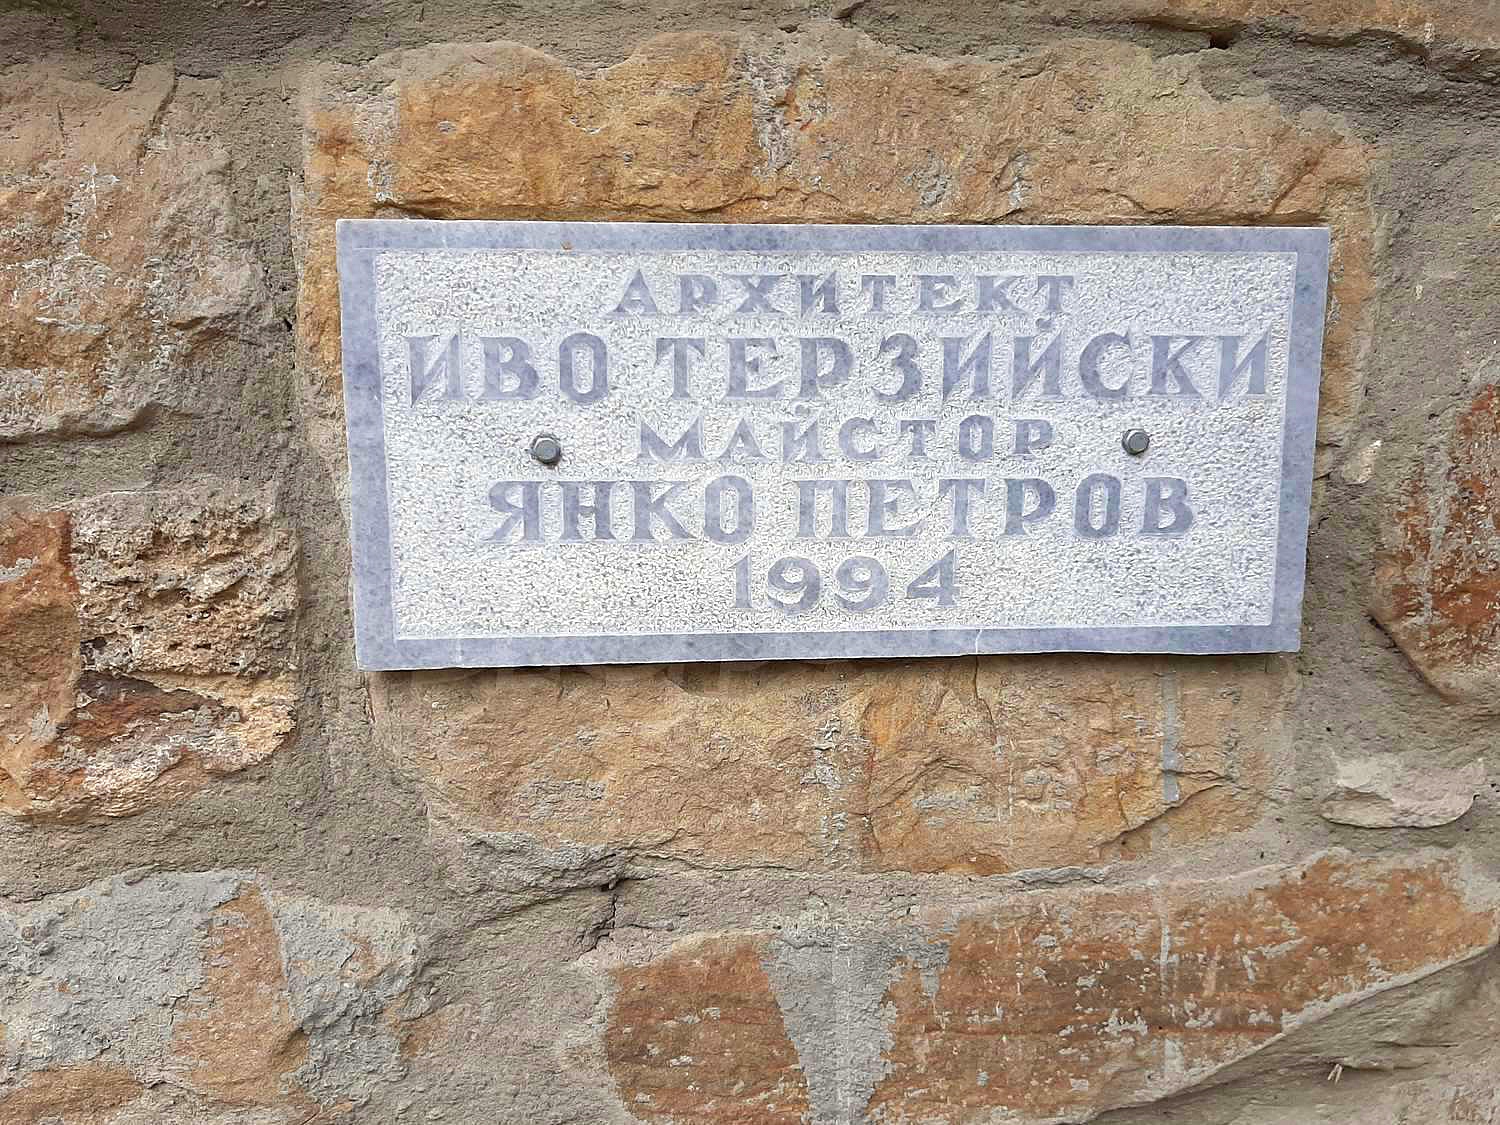 АРХИТЕКТ
ИВО ТЕРЗИЙСКИ
МАЙСТОР
ЯНКО ПЕТРОВ
1994